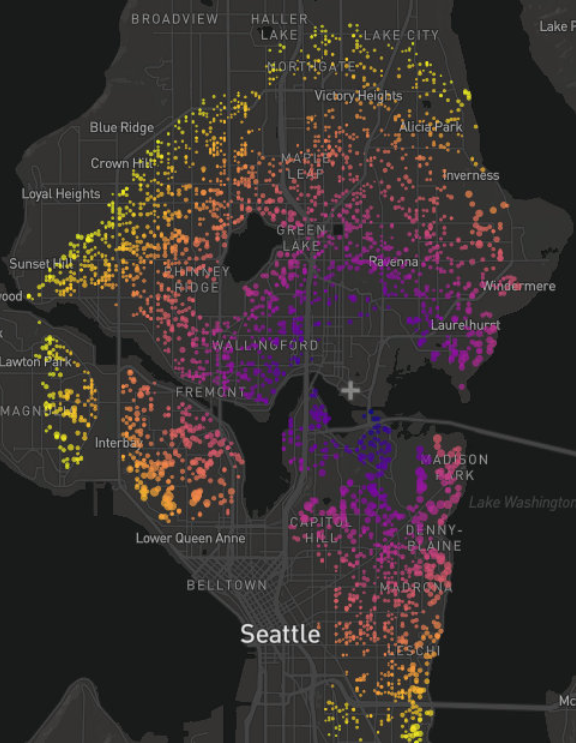 BROADVIEW
HALLER
LAKE
LAKE CITY
Lake F
NORTHGATE
Victory Heights
Blue Ridge
Alicia Park
Crown Hill
MAPLE
LEAF
Inverness
Loyal Heights
GREEN
LAKE
Sunset Hill
PHINNEY
RIDGE
Ravenna
Windermere
wood
Laurelhurst
WALLINGFORD
Lawton Park
FREMONT
MAGNOLIA
Interbay
MADISON
PARK
Lake Washington
CAPITOL
HILL
DENNY-
BLAINE
Lower Queen Anne
BELLTOWN
MADRONA
Seattle
LESCHI
Mc